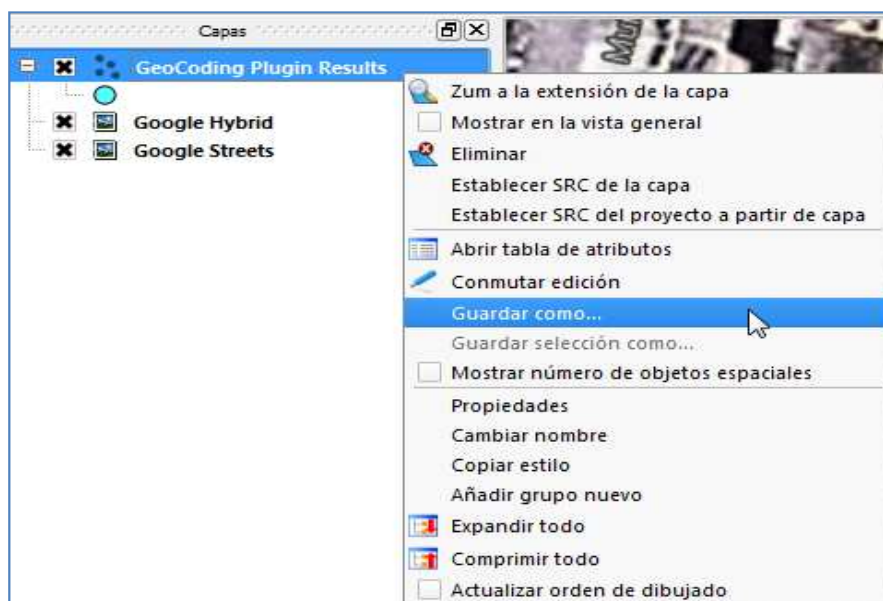 Capas
GeoCoding Plugin Results
Google Hybrid
Google Streets
Mul
Zum a la extensión de la capa
Mostrar en la vista general
Eliminar
Establecer SRC de la capa
Establecer SRC del proyecto a partir de capa
Abrir tabla de atributos
Conmutar edición
Guardar como...
Guardar selección como...
Mostrar número de objetos espaciales
Propiedades
Cambiar nombre
Copiar estilo
Añadir grupo nuevo
Expandir todo
Comprimir todo
Actualizar orden de dibujado